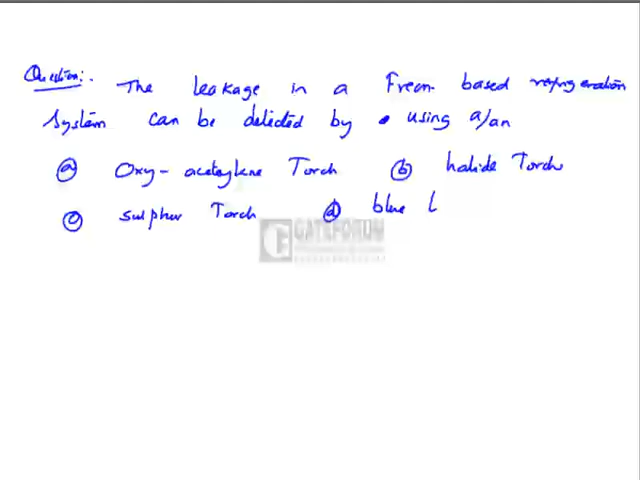 Question:-
The leakage in a Freon based refrigeration
system can be detected by using a/an
(a) Oxy-acetylene Torch (b) halide Torch
(c) sulphur Torch (d) blue l
GATEFORUM